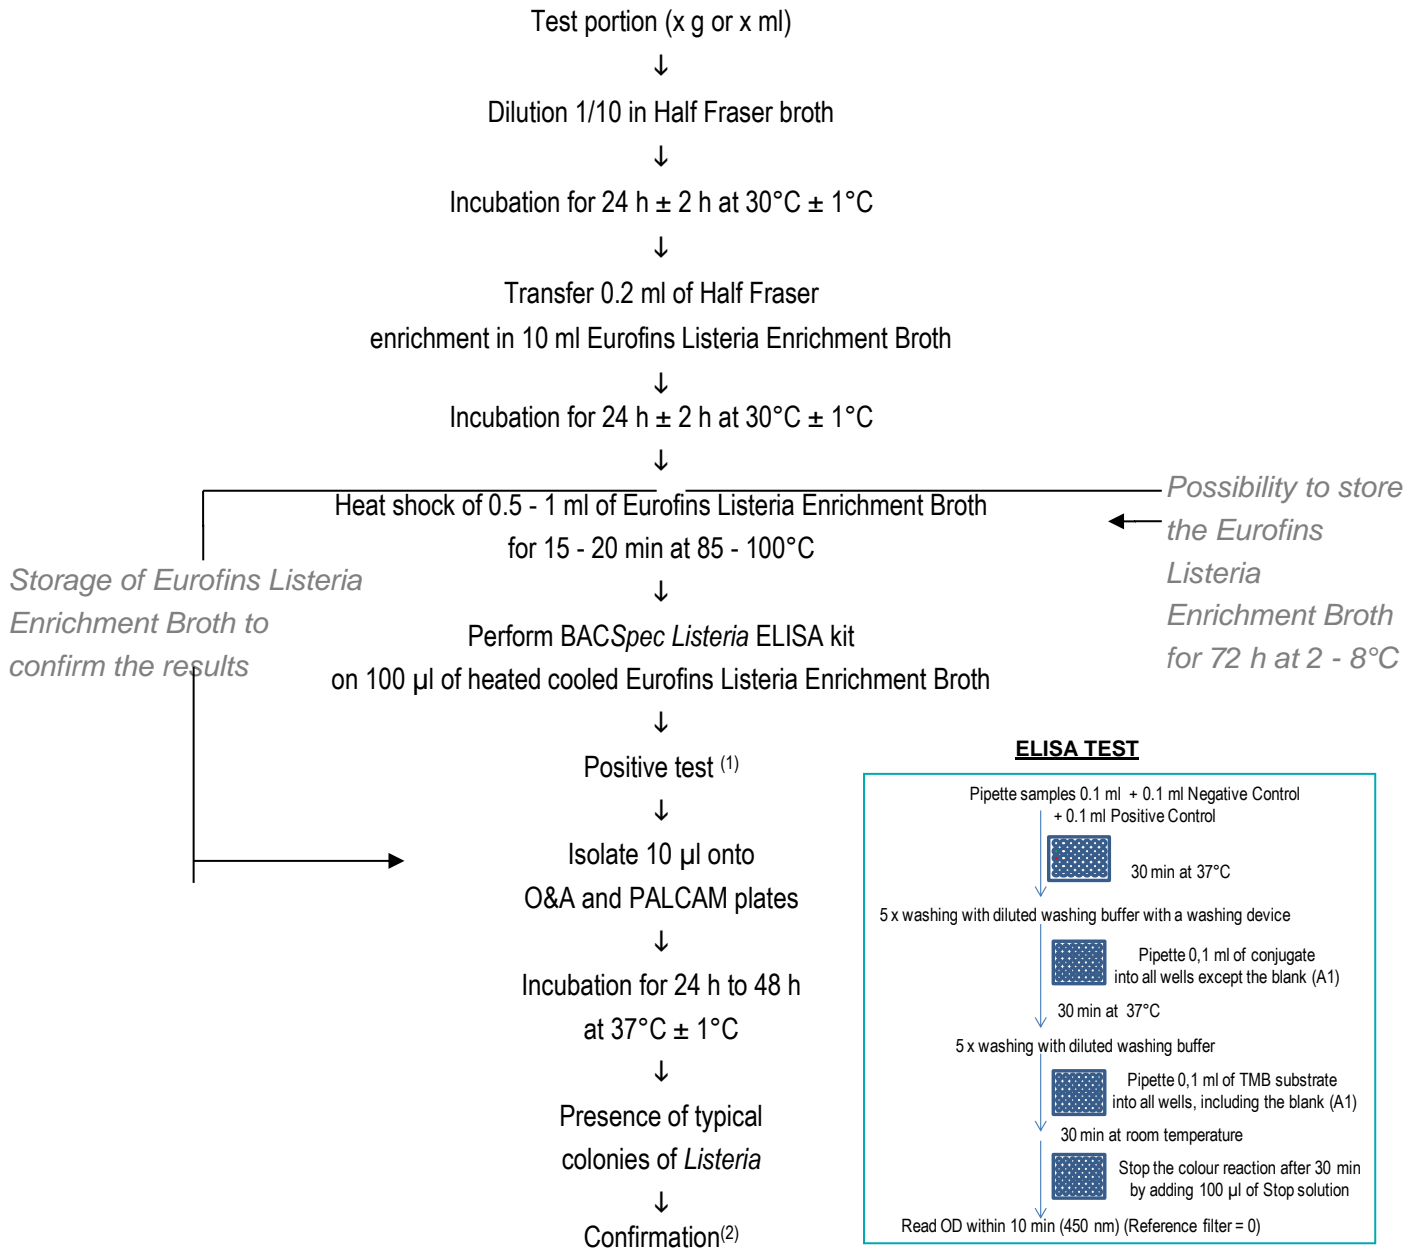 Test portion (x g or x ml)
↓
Dilution 1/10 in Half Fraser broth
↓
Incubation for 24 h ± 2 h at 30°C ± 1°C
↓
Transfer 0.2 ml of Half Fraser
enrichment in 10 ml Eurofins Listeria Enrichment Broth
↓
Incubation for 24 h ± 2 h at 30°C ± 1°C
↓
Heat shock of 0.5 - 1 ml of Eurofins Listeria Enrichment Broth
for 15 - 20 min at 85 - 100°C
↓
Possibility to store
the Eurofins
Listeria
Enrichment Broth
for 72 h at 2 - 8°C
Storage of Eurofins Listeria
Enrichment Broth to
confirm the results
Perform BACSpec Listeria ELISA kit
on 100 µl of heated cooled Eurofins Listeria Enrichment Broth
↓
Positive test (1)
↓
Isolate 10 µl onto
O&A and PALCAM plates
↓
Incubation for 24 h to 48 h
at 37°C ± 1°C
↓
Presence of typical
colonies of Listeria
↓
Confirmation(2)
ELISA TEST
Pipette samples 0.1 ml + 0.1 ml Negative Control
+ 0.1 ml Positive Control
30 min at 37°C
5 x washing with diluted washing buffer with a washing device
Pipette 0,1 ml of conjugate
into all wells except the blank (A1)
30 min at 37°C
5 x washing with diluted washing buffer
Pipette 0,1 ml of TMB substrate
into all wells, including the blank (A1)
30 min at room temperature
Stop the colour reaction after 30 min
by adding 100 µl of Stop solution
Read OD within 10 min (450 nm) (Reference filter = 0)